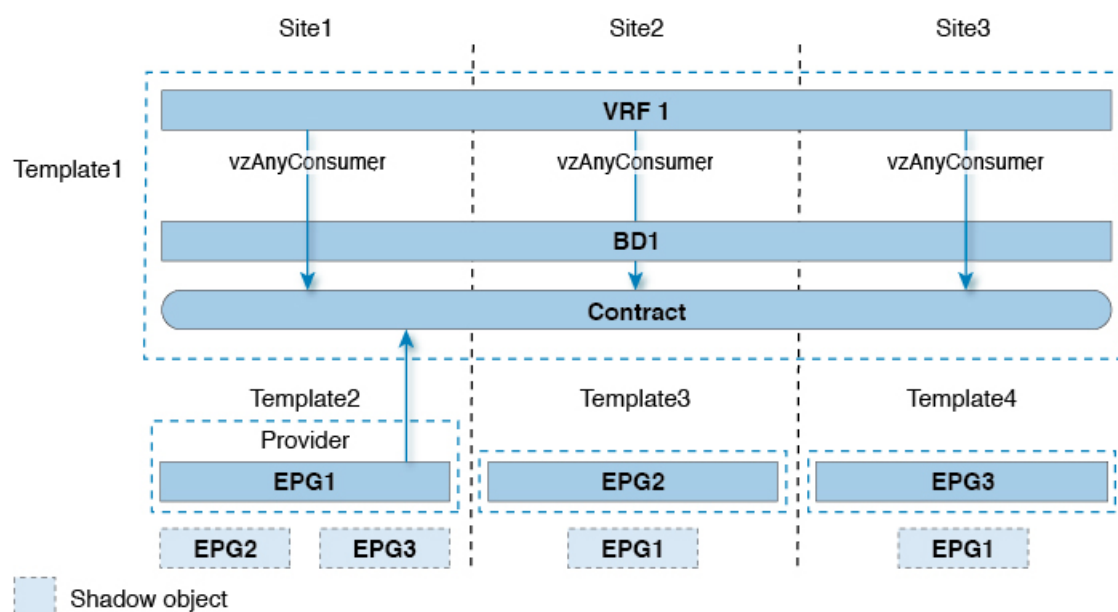 Site1 Site2 Site3
VRF 1
Template1
vzAnyConsumer vzAnyConsumer vzAnyConsumer
BD1
Contract
Template2 Template3 Template4
Provider
EPG1 EPG2 EPG3
EPG2 EPG3 EPG1 EPG1
Shadow object